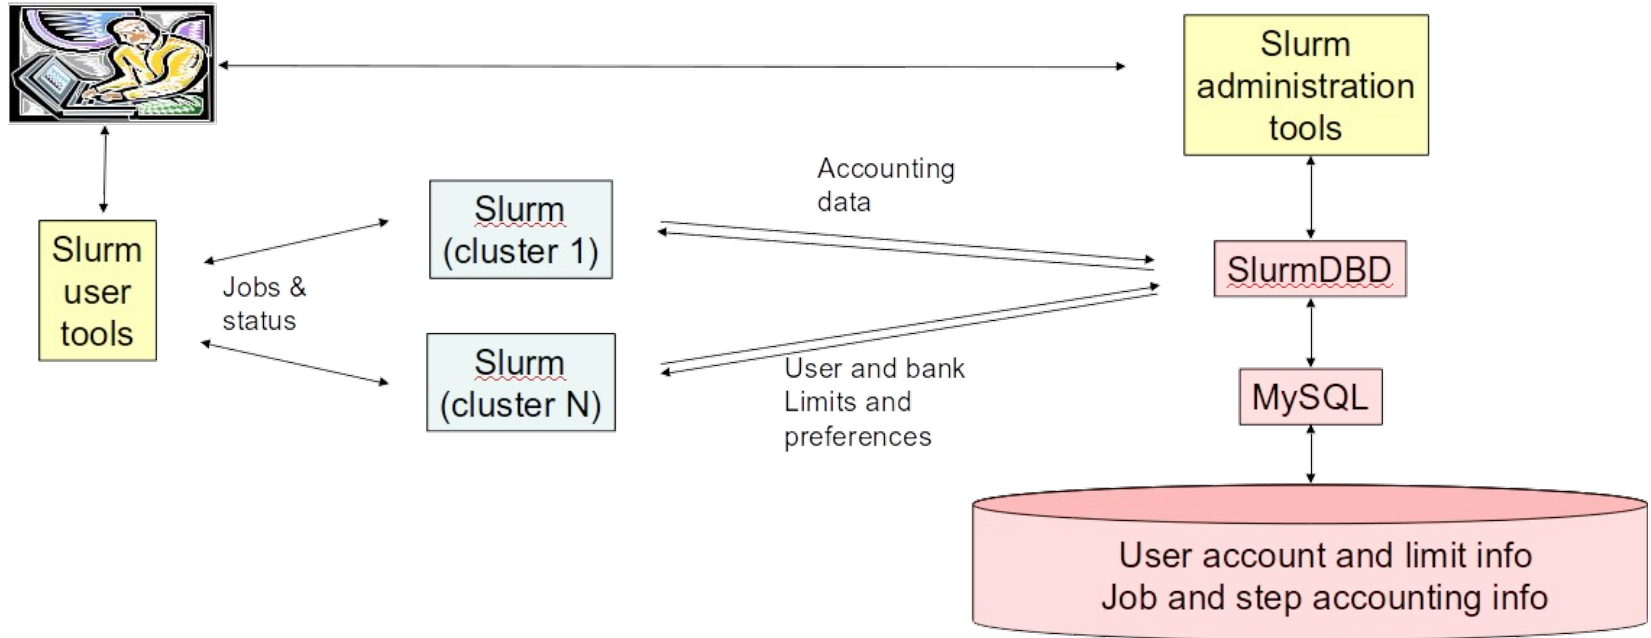 Slurm
administration
tools
Accounting
data
Slurm
(cluster 1)
Slurm
user
tools
Jobs &
status
SlurmDBD
Slurm
(cluster N)
User and bank
Limits and
preferences
MySQL
User account and limit info
Job and step accounting info